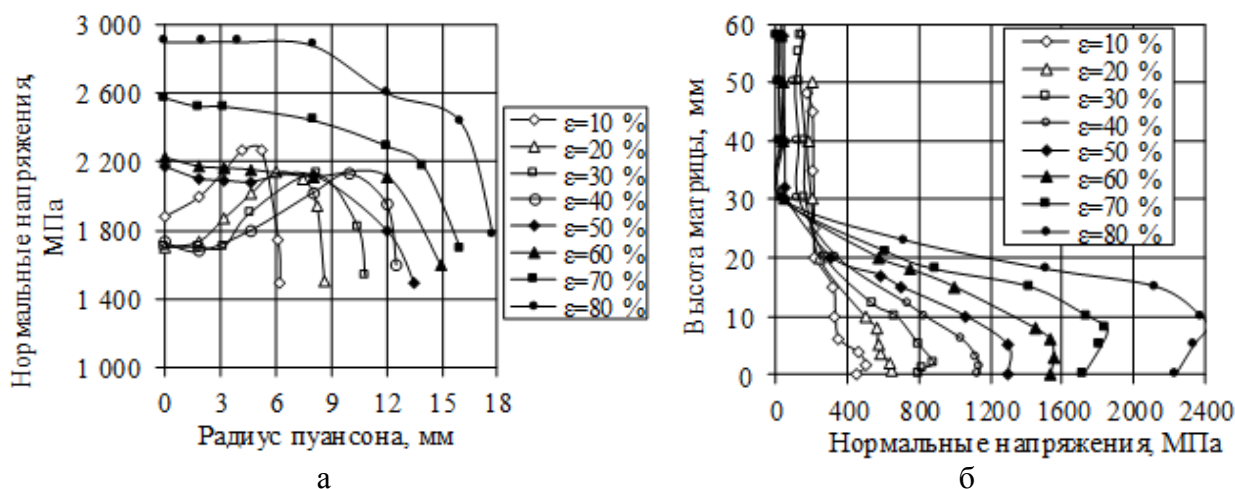 3 000
2 600
2 200
1 800
1 400
1 000
Нормальные напряжения,
МПа
0 3 6 9 12 15 18
Радиус пуансона, мм
ε=10 %
ε=20 %
ε=30 %
ε=40 %
ε=50 %
ε=60 %
ε=70 %
ε=80 %
а
60
50
40
30
20
10
0
Высота матрицы, мм
0 400 800 1200 1600 2000 2400
Нормальные напряжения, МПа
ε=10 %
ε=20 %
ε=30 %
ε=40 %
ε=50 %
ε=60 %
ε=70 %
ε=80 %
б